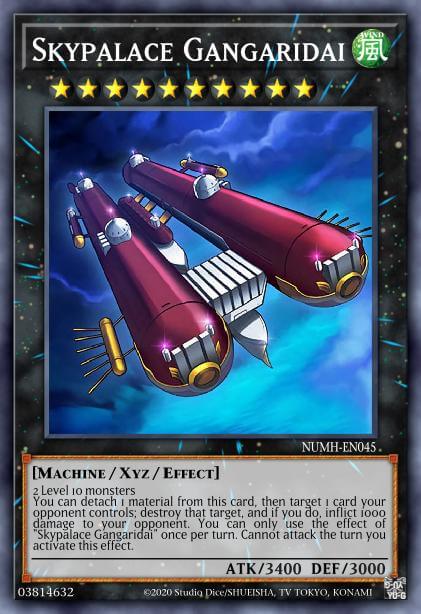 SKYPALACE GANGARIDAI
WIND
風
NUMH-EN045
[MACHINE / XYZ / EFFECT]
2 Level 10 monsters
You can detach 1 material from this card, then target 1 card your
opponent controls; destroy that target, and if you do, inflict 1000
damage to your opponent. You can only use the effect of
"Skypalace Gangaridai" once per turn. Cannot attack the turn you
activate this effect.
ATK/3400 DEF/3000
03814632
©2020 Studio Dice/SHUEISHA, TV TOKYO, KONAMI